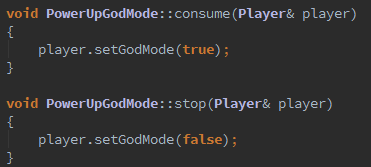 void PowerUpGodMode::consume(Player& player)
{
    player.setGodMode(true);
}

void PowerUpGodMode::stop(Player& player)
{
    player.setGodMode(false);
}